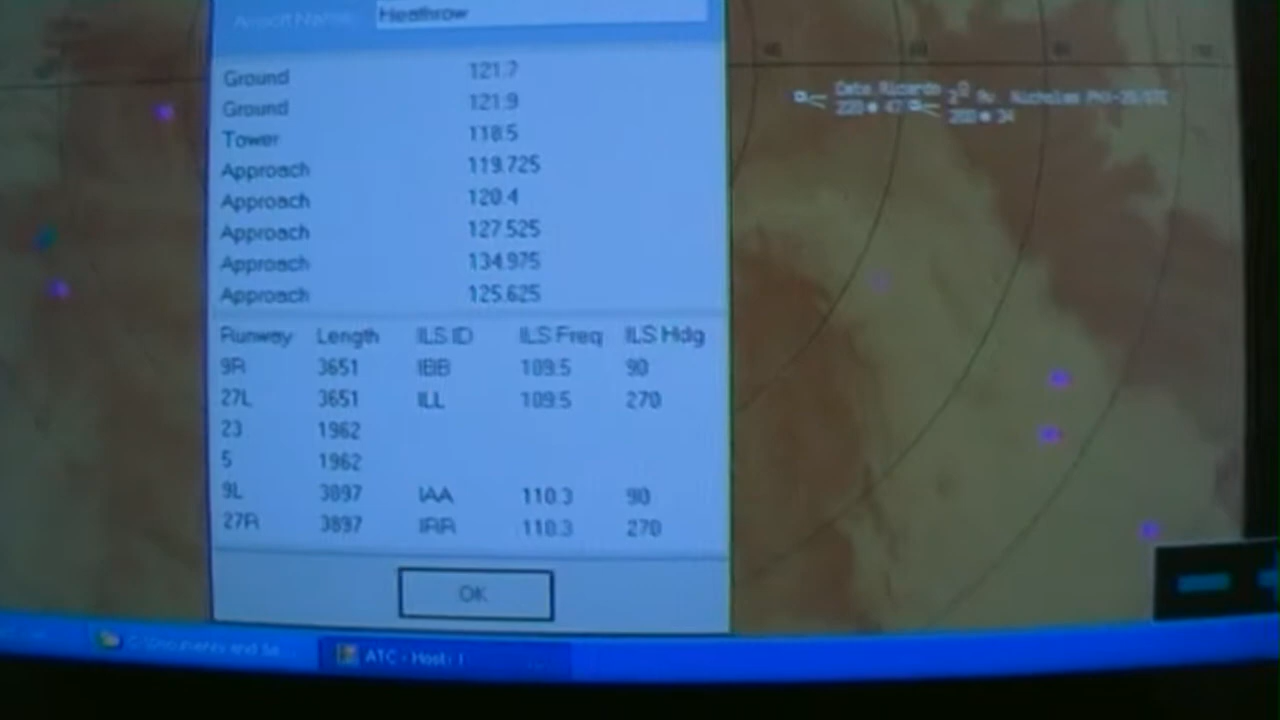 Airport Name: Heathrow
Ground 121.7
Ground 121.9
Tower 118.5
Approach 119.725
Approach 120.4
Approach 127.525
Approach 134.975
Approach 125.625
Runway Length ILS ID ILS Freq ILS Hdg
9R 3651 IBB 109.5 90
27L 3651 ILL 109.5 270
23 1962
5 1962
9L 3897 IAA 110.3 90
27R 3897 IRR 110.3 270
OK
ATC - Host: